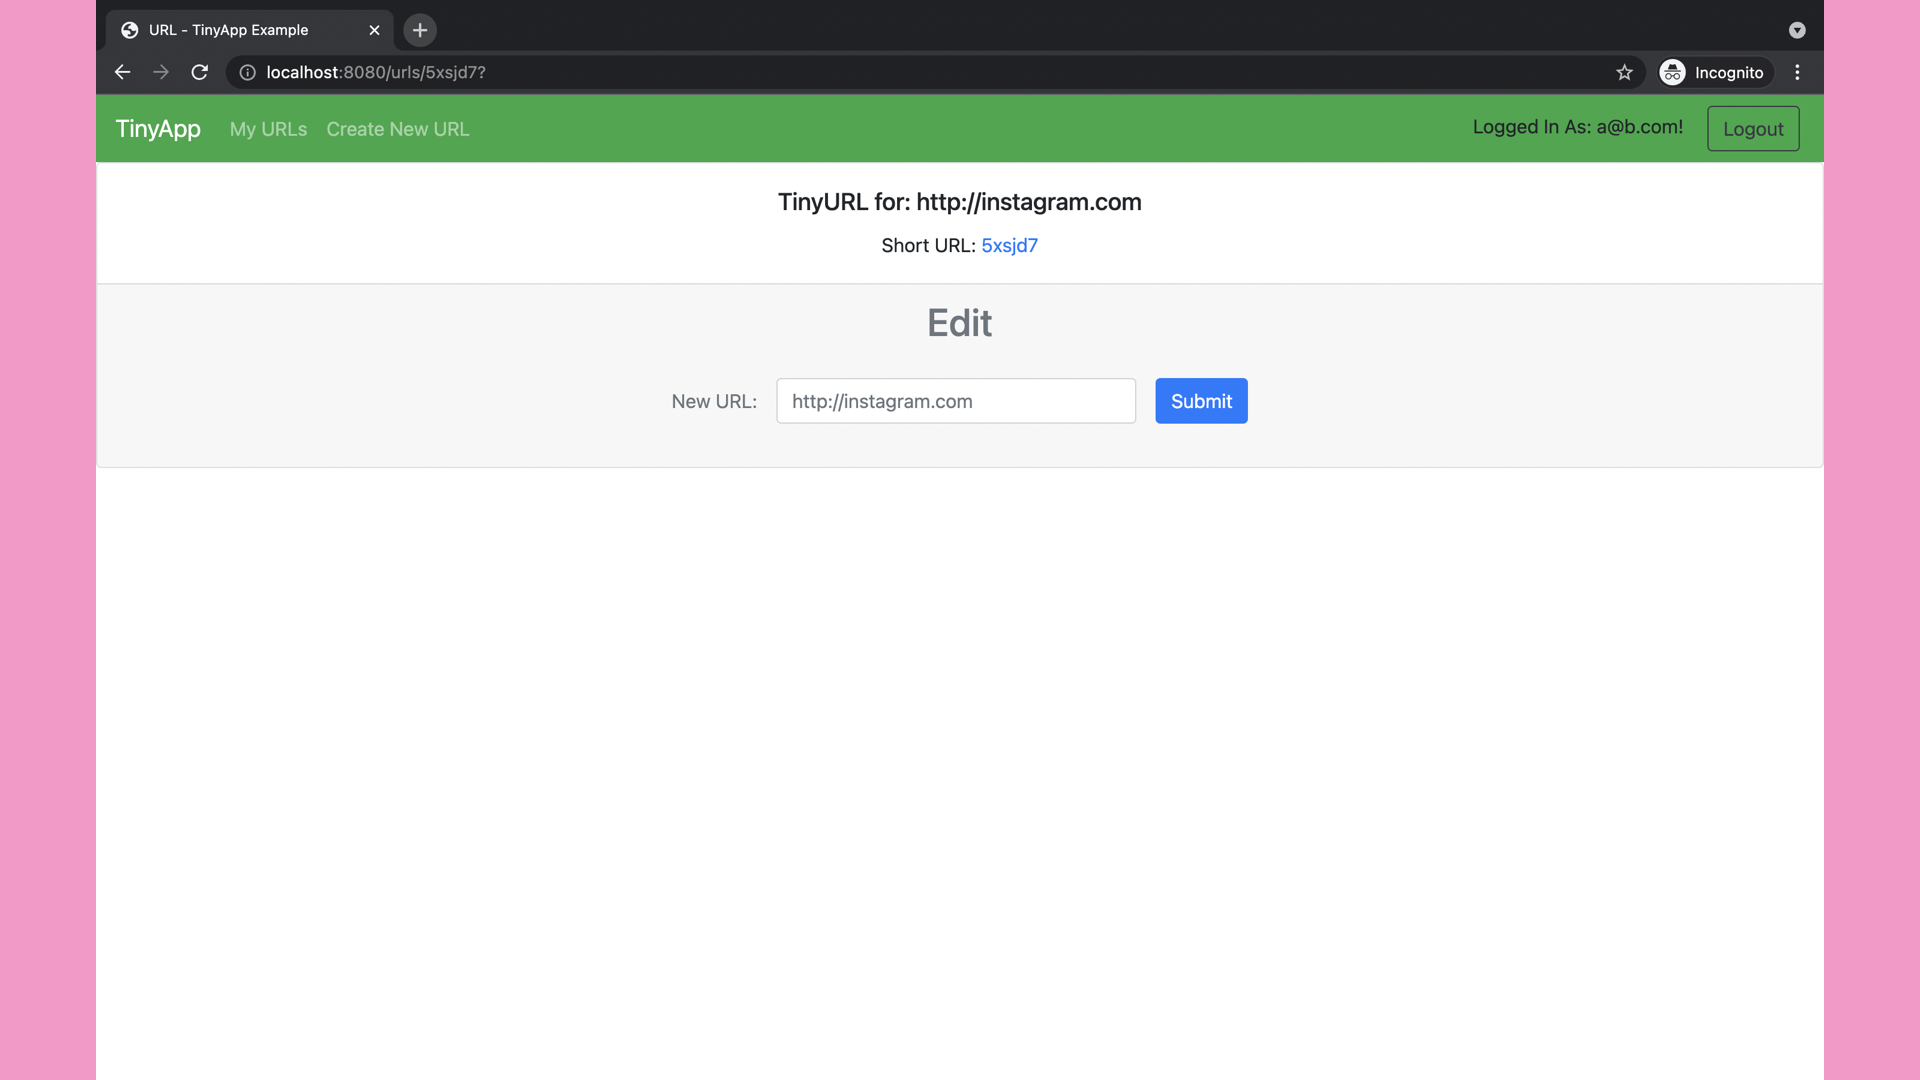 URL - TinyApp Example
localhost:8080/urls/5xsjd7?
Incognito
TinyApp My URLs Create New URL Logged In As: a@b.com! Logout
TinyURL for: http://instagram.com
Short URL: 5xsjd7
Edit
New URL: http://instagram.com Submit